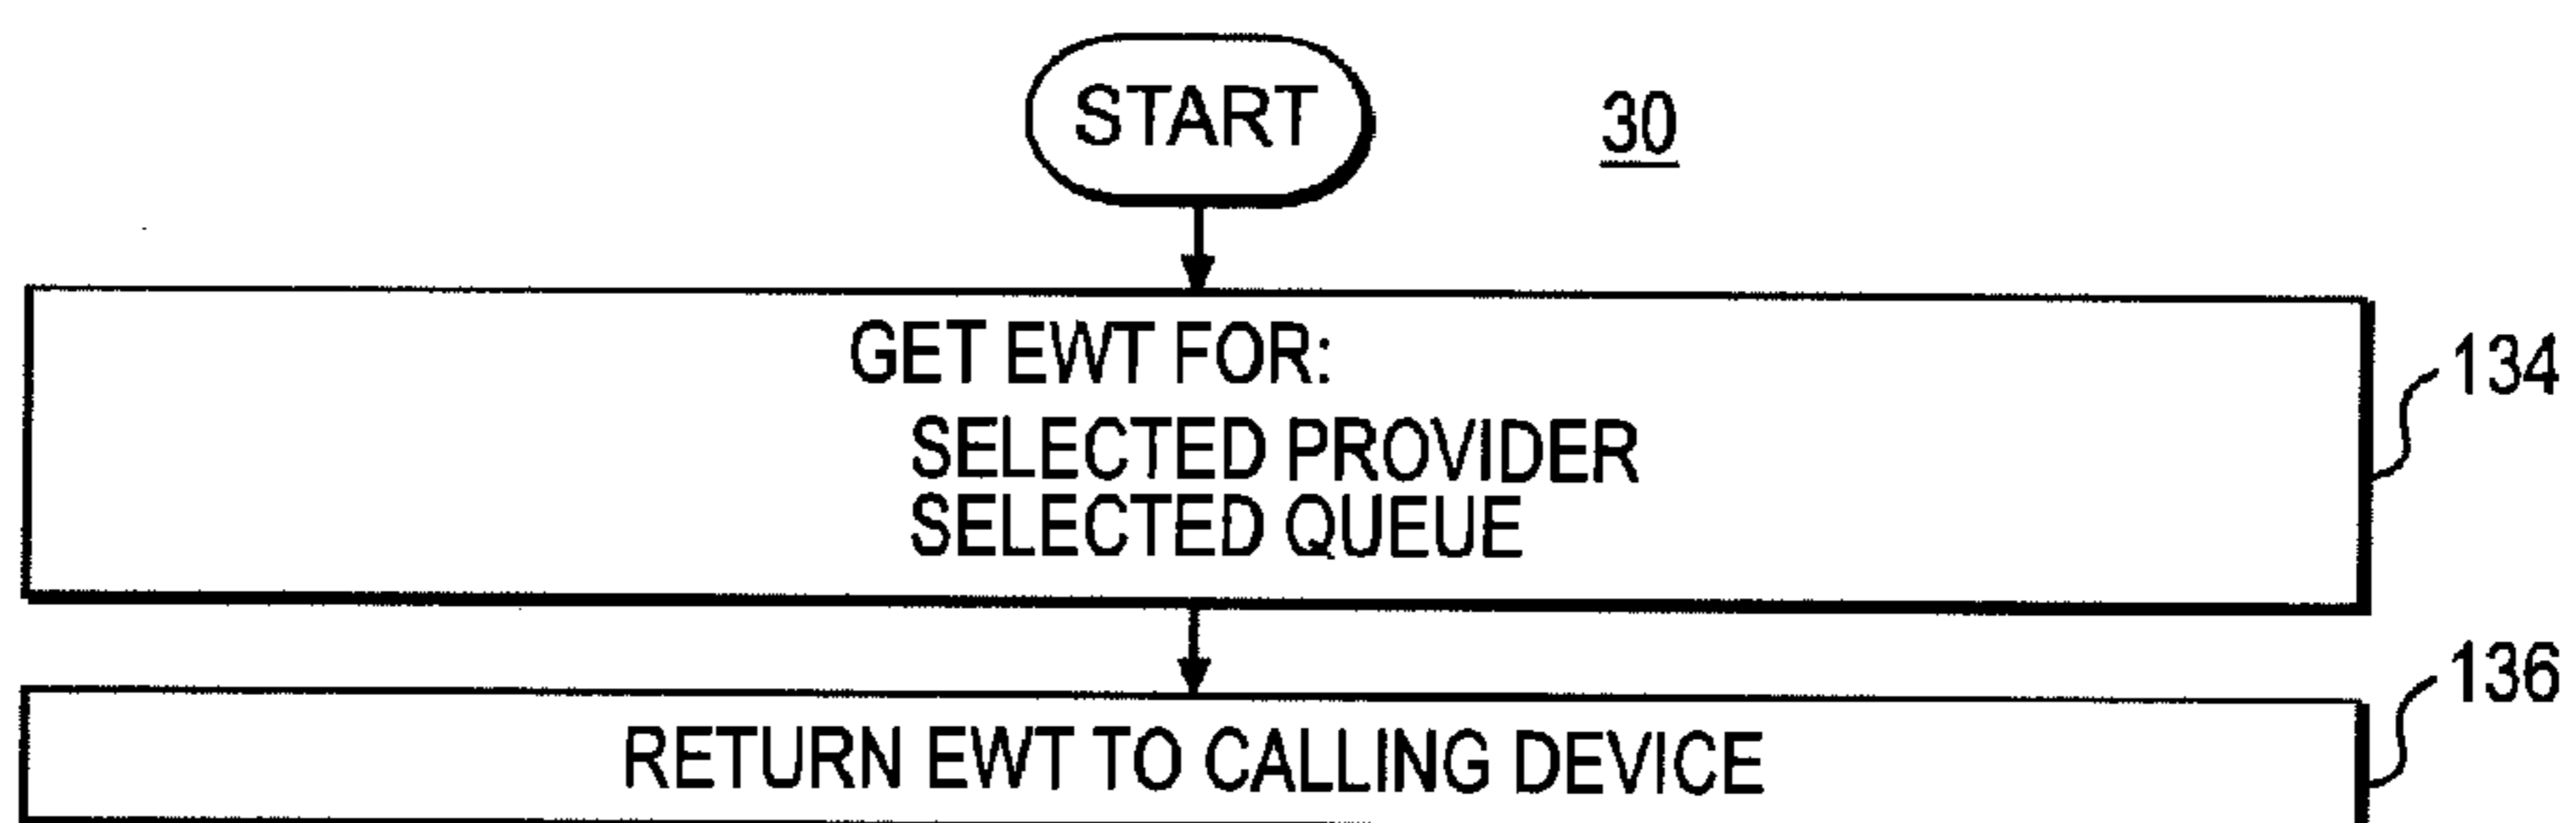 START
30
GET EWT FOR:
SELECTED PROVIDER
SELECTED QUEUE
134
RETURN EWT TO CALLING DEVICE
136